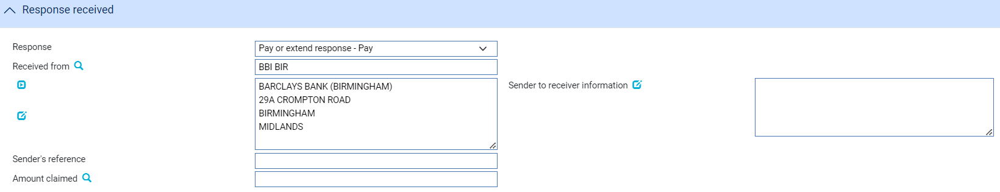 Response received
Response
Pay or extend response - Pay
Received from
BBI BIR
BARCLAYS BANK (BIRMINGHAM)
29A CROMPTON ROAD
BIRMINGHAM
MIDLANDS
Sender to receiver information
Sender's reference
Amount claimed